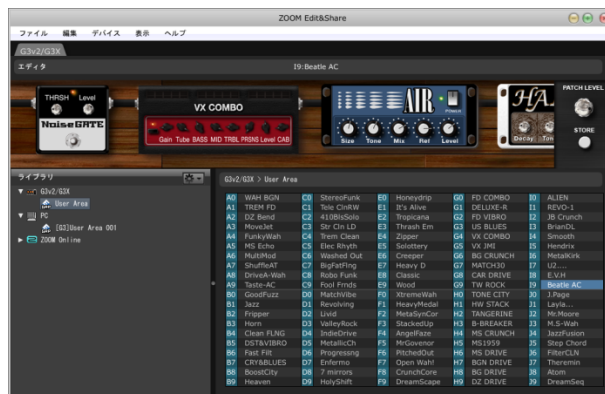 ZOOM Edit&Share
ファイル 編集 デバイス 表示 ヘルプ
G3v2/G3X
エディタ I9:Beatle AC
THRSH Level
NoiseGATE
VX COMBO
Gain Tube BASS MID TRBL PRSNS Level CAB
AIR
POWER
Size Tone Mix Ref Level
HA
Decay Ton
PATCH LEVEL
STORE
ライブラリ
G3v2/G3X > User Area
G3v2/G3X
User Area
PC
[G3]User Area 001
ZOOM Online
A0 WAH BGN C0 StereoFunk E0 Honeydrip G0 FD COMBO I0 ALIEN
A1 TREM FD C1 Tele ClnRW E1 It's Alive G1 DELUXE-R I1 REVO-1
A2 DZ Bend C2 410BisSolo E2 Tropicana G2 FD VIBRO I2 JB Crunch
A3 MoveJet C3 Str Cln LD E3 Thrash Em G3 US BLUES I3 BrianDL
A4 FunkyWah C4 Trem Clean E4 Zipper G4 VX COMBO I4 Smooth
A5 MS Echo C5 Elec Rhyth E5 Solottery G5 VX JMI I5 Hendrix
A6 MultiMod C6 Washed Out E6 Creeper G6 BG CRUNCH I6 MetalKirk
A7 ShuffleAT C7 BigFatFlng E7 Heavy D G7 MATCH30 I7 U2....
A8 DriveA-Wah C8 Robo Funk E8 Classic G8 CAR DRIVE I8 E.V.H
A9 Taste-AC C9 Fool Frnds E9 Wood G9 TW ROCK I9 Beatle AC
B0 GoodFuzz D0 MatchVibe F0 XtremeWah H0 TONE CITY J0 J.Page
B1 Jazz D1 Revolving F1 HeavyMedal H1 HW STACK J1 Layla...
B2 Fripper D2 Livid F2 MetaSynCor H2 TANGERINE J2 Mr.Moore
B3 Horn D3 ValleyRock F3 StackedUp H3 B-BREAKER J3 M.S-Wah
B4 Clean FLNG D4 IndieDrive F4 AngelFaze H4 MS CRUNCH J4 JazzFusion
B5 DST&VIBRO D5 MetallicCh F5 MrGovenor H5 MS1959 J5 Step Chord
B6 Fast Filt D6 Progressng F6 PitchedOut H6 MS DRIVE J6 FilterCLN
B7 CRY&BLUES D7 Enfermo F7 Open Wah! H7 BGN DRIVE J7 Theremin
B8 BoostCity D8 7 mirrors F8 CrunchCore H8 BG DRIVE J8 Atom
B9 Heaven D9 HolyShift F9 DreamScape H9 DZ DRIVE J9 DreamSeq